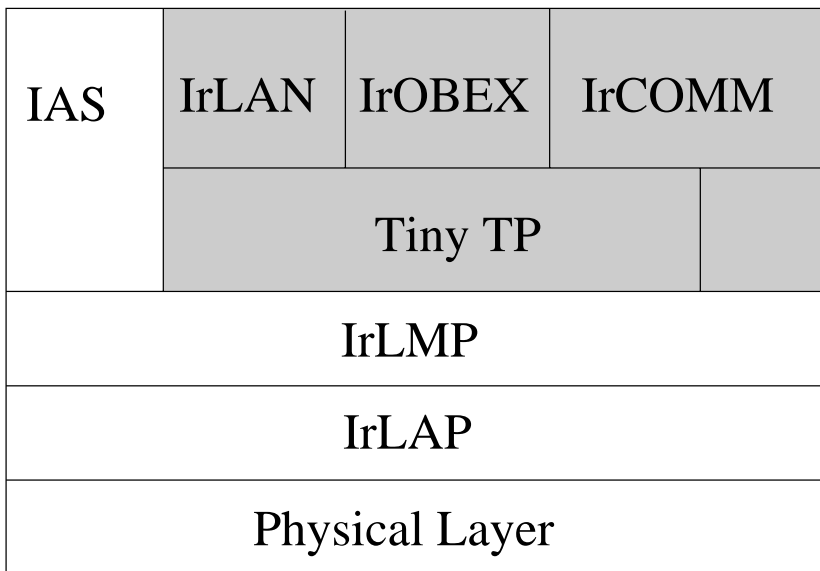 IAS
IrLAN
IrOBEX
IrCOMM
Tiny TP
IrLMP
IrLAP
Physical Layer